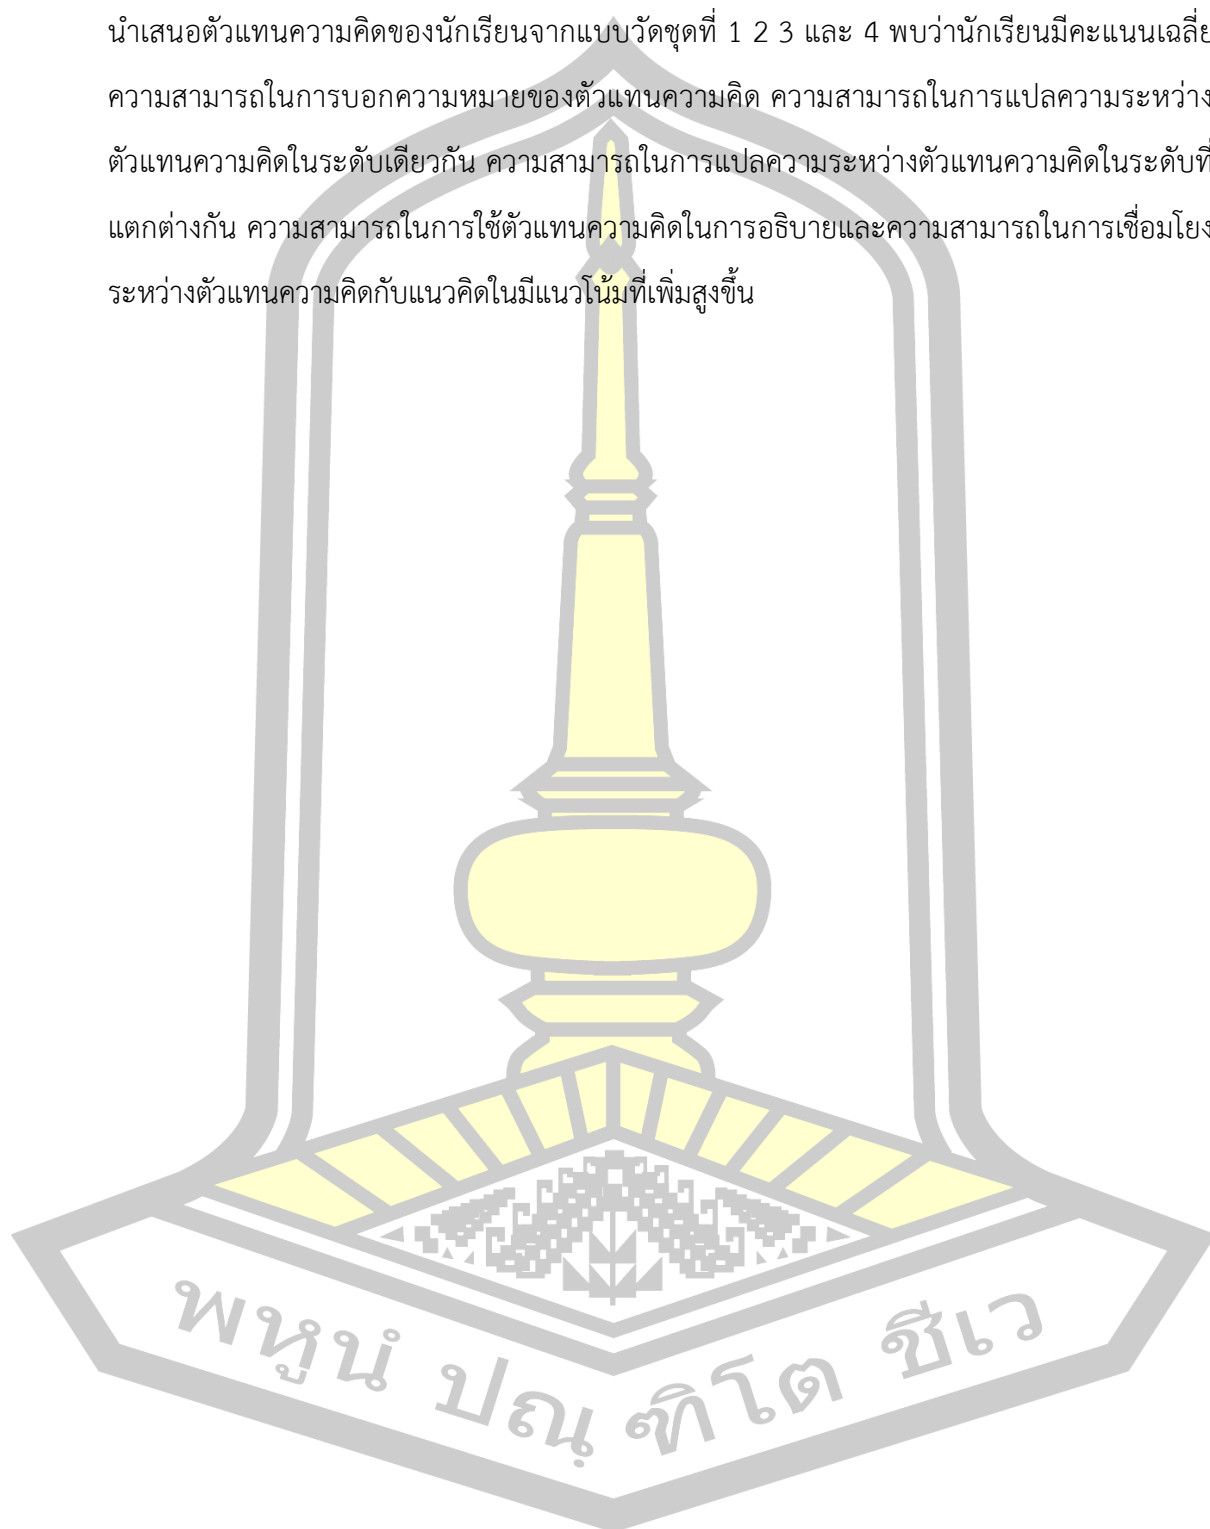 นำเสนอตัวแทนความคิดของนักเรียนจากแบบวัดชุดที่ 1 2 3 และ 4 พบว่านักเรียนมีคะแนนเฉลี่ย
ความสามารถในการบอกความหมายของตัวแทนความคิด ความสามารถในการแปลความระหว่าง
ตัวแทนความคิดในระดับเดียวกัน ความสามารถในการแปลความระหว่างตัวแทนความคิดในระดับที่
แตกต่างกัน ความสามารถในการใช้ตัวแทนความคิดในการอธิบายและความสามารถในการเชื่อมโยง
ระหว่างตัวแทนความคิดกับแนวคิดในมีแนวโน้มที่เพิ่มสูงขึ้น
พหูนํ ปณฺฑิโต ชีเว